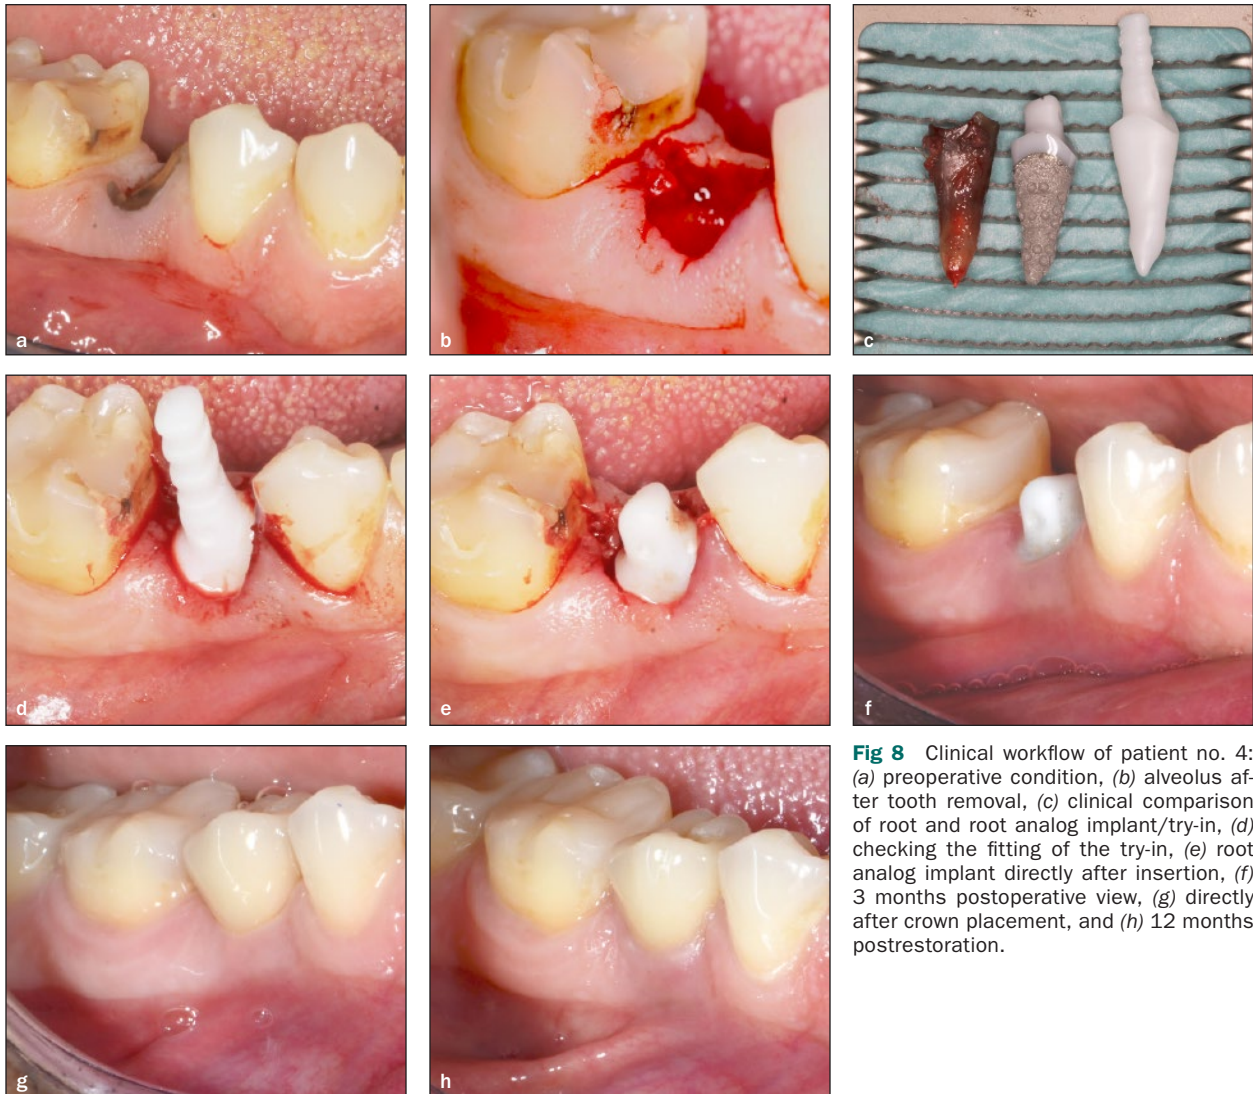 a
b
c
d
e
f
g
h
Fig 8 Clinical workflow of patient no. 4:
(a) preoperative condition, (b) alveolus af-
ter tooth removal, (c) clinical comparison
of root and root analog implant/try-in, (d)
checking the fitting of the try-in, (e) root
analog implant directly after insertion, (f)
3 months postoperative view, (g) directly
after crown placement, and (h) 12 months
postrestoration.